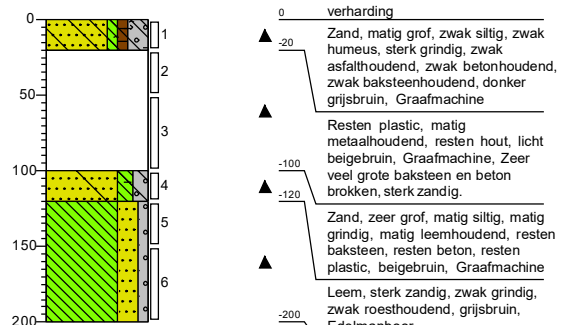 0
verharding
0
Zand, matig grof, zwak siltig, zwak
humeus, sterk grindig, zwak
asfalthoudend, zwak betonhoudend,
zwak baksteenhoudend, donker
grijsbruin, Graafmachine
1
-20
2
50
3
Resten plastic, matig
metaalhoudend, resten hout, licht
beigebruin, Graafmachine, Zeer
veel grote baksteen en beton
brokken, sterk zandig.
100
-100
4
-120
5
Zand, zeer grof, matig siltig, matig
grindig, matig leemhoudend, resten
baksteen, resten beton, resten
plastic, beigebruin, Graafmachine
150
6
Leem, sterk zandig, zwak grindig,
zwak roesthoudend, grijsbruin,
Edelmanboor
200
-200